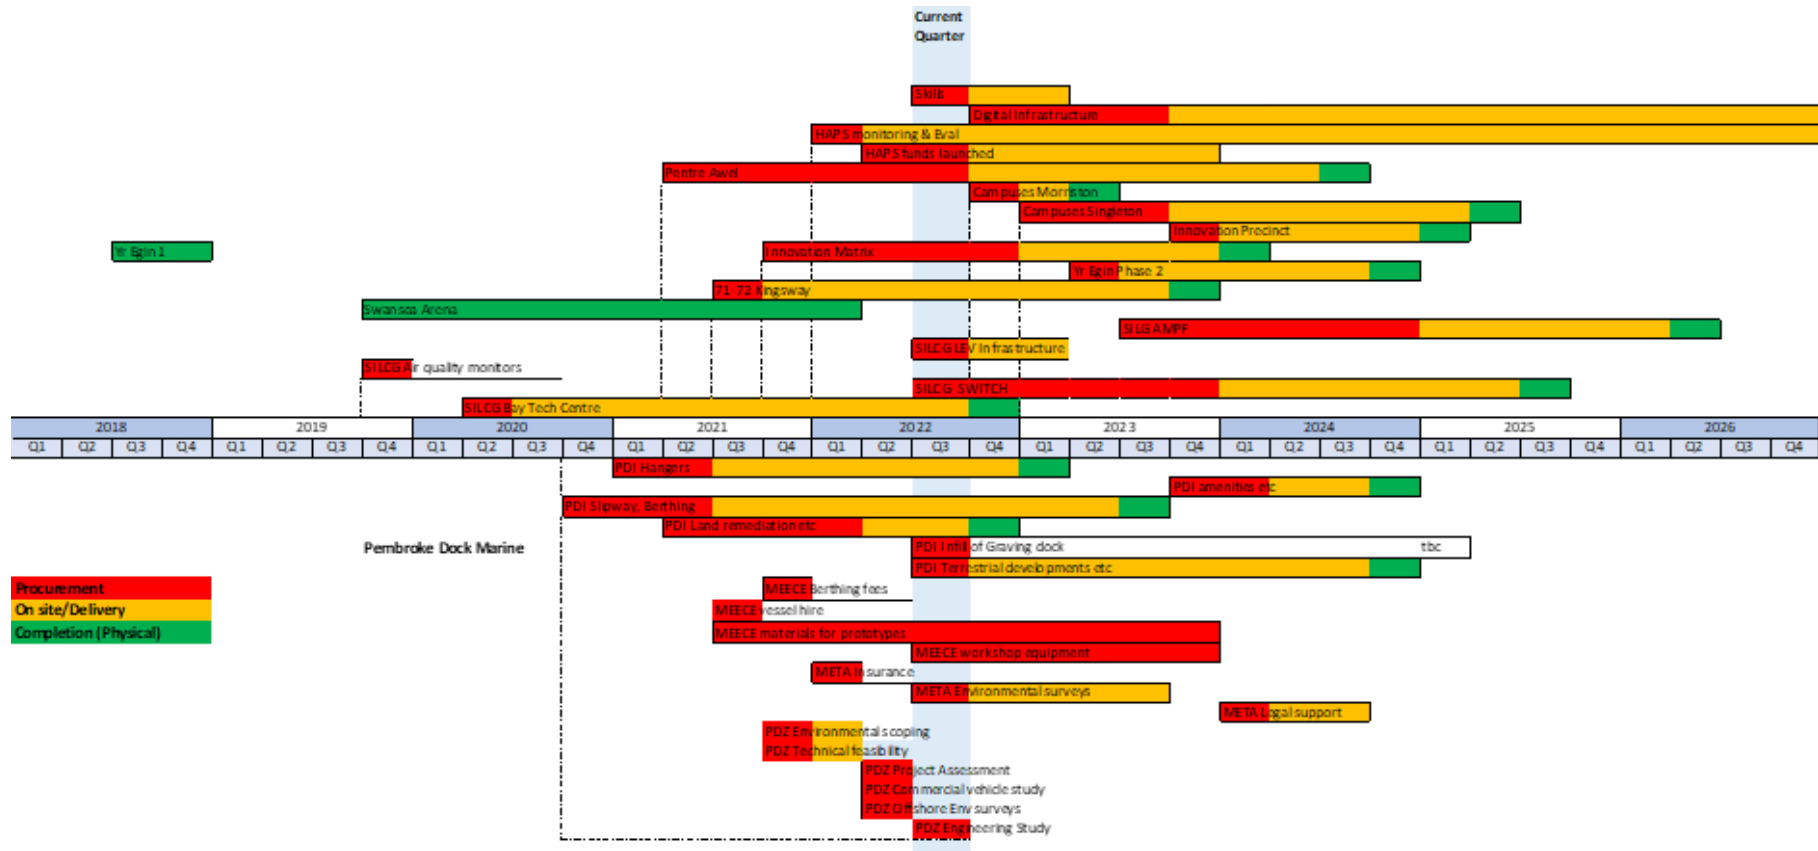 Current
Quarter
Skills
Digital Infrastructure
HAPS monitoring & Eval
HAPS funds launched
Pentre Awel
Campuses Morriston
Campuses Singleton
Innovation Precinct
Yr Egin 1
Innovation Matrix
Yr Egin Phase 2
71-72 Kingsway
Swansea Arena
SILG AMPF
SILCG LEV Infrastructure
SILCG Air quality monitors
SILCG SWITCH
SILCG Bay Tech Centre
2018 2019 2020 2021 2022 2023 2024 2025 2026
Q1 Q2 Q3 Q4 Q1 Q2 Q3 Q4 Q1 Q2 Q3 Q4 Q1 Q2 Q3 Q4 Q1 Q2 Q3 Q4 Q1 Q2 Q3 Q4 Q1 Q2 Q3 Q4 Q1 Q2 Q3 Q4 Q1 Q2 Q3 Q4
PDI Hangers
PDI amenities etc
PDI Slipway, Berthing
PDI Land remediation etc
Pembroke Dock Marine
PDI Infill of Graving dock tbc
PDI Terrestrial developments etc
Procurement
On site/Delivery
Completion (Physical)
MEECE Berthing fees
MEECE vessel hire
MEECE materials for prototypes
MEECE workshop equipment
META Insurance
META Environmental surveys
META Legal support
PDZ Environmental scoping
PDZ Technical feasibility
PDZ Project Assessment
PDZ Commercial vehicle study
PDZ Offshore Env surveys
PDZ Engineering Study